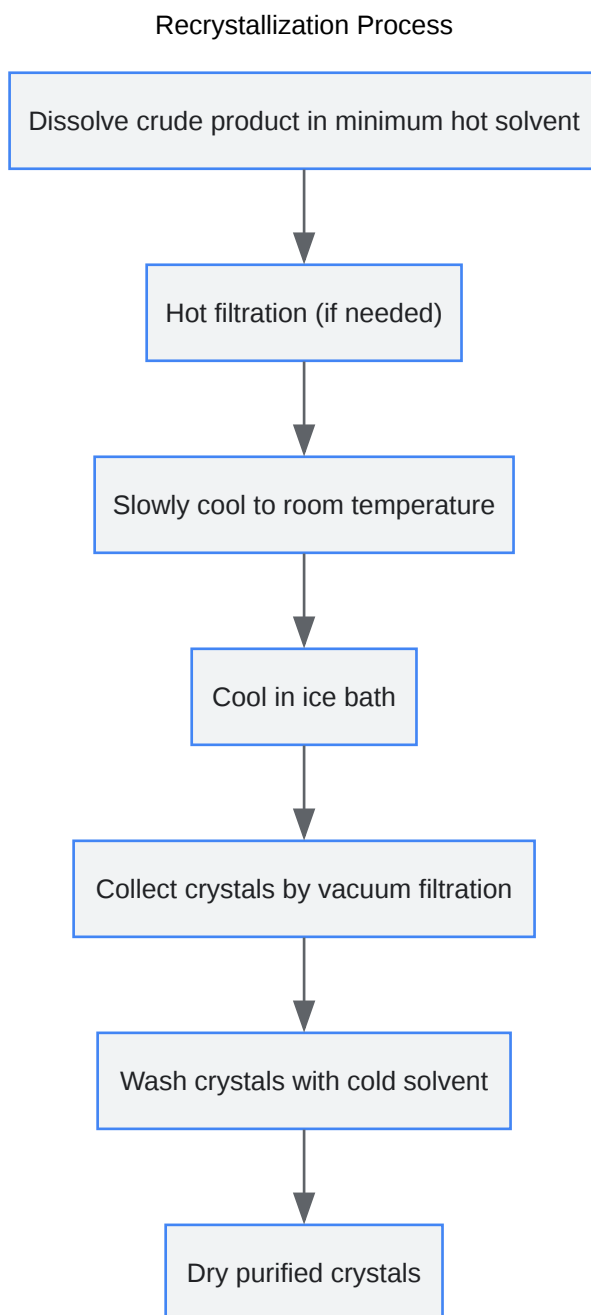 Recrystallization Process
Dissolve crude product in minimum hot solvent
Hot filtration (if needed)
Slowly cool to room temperature
Cool in ice bath
Collect crystals by vacuum filtration
Wash crystals with cold solvent
Dry purified crystals